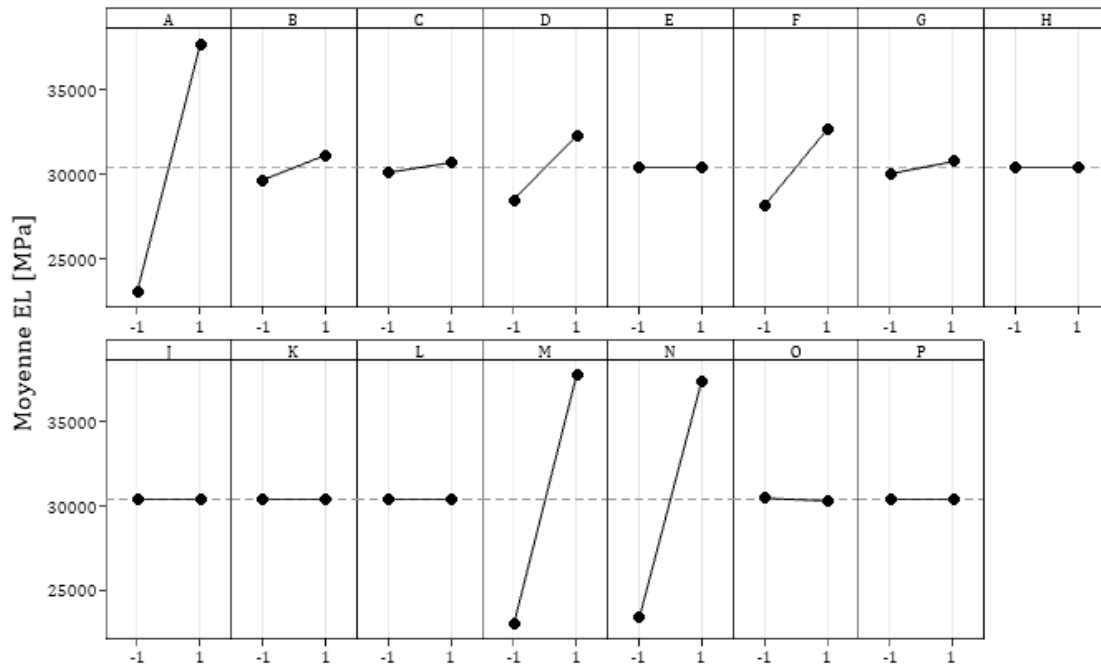 A B C D E F G H
35000
30000
25000
-1 1 -1 1 -1 1 -1 1 -1 1 -1 1 -1 1 -1 1
Moyenne EL [MPa]
I K L M N O P
35000
30000
25000
-1 1 -1 1 -1 1 -1 1 -1 1 -1 1 -1 1